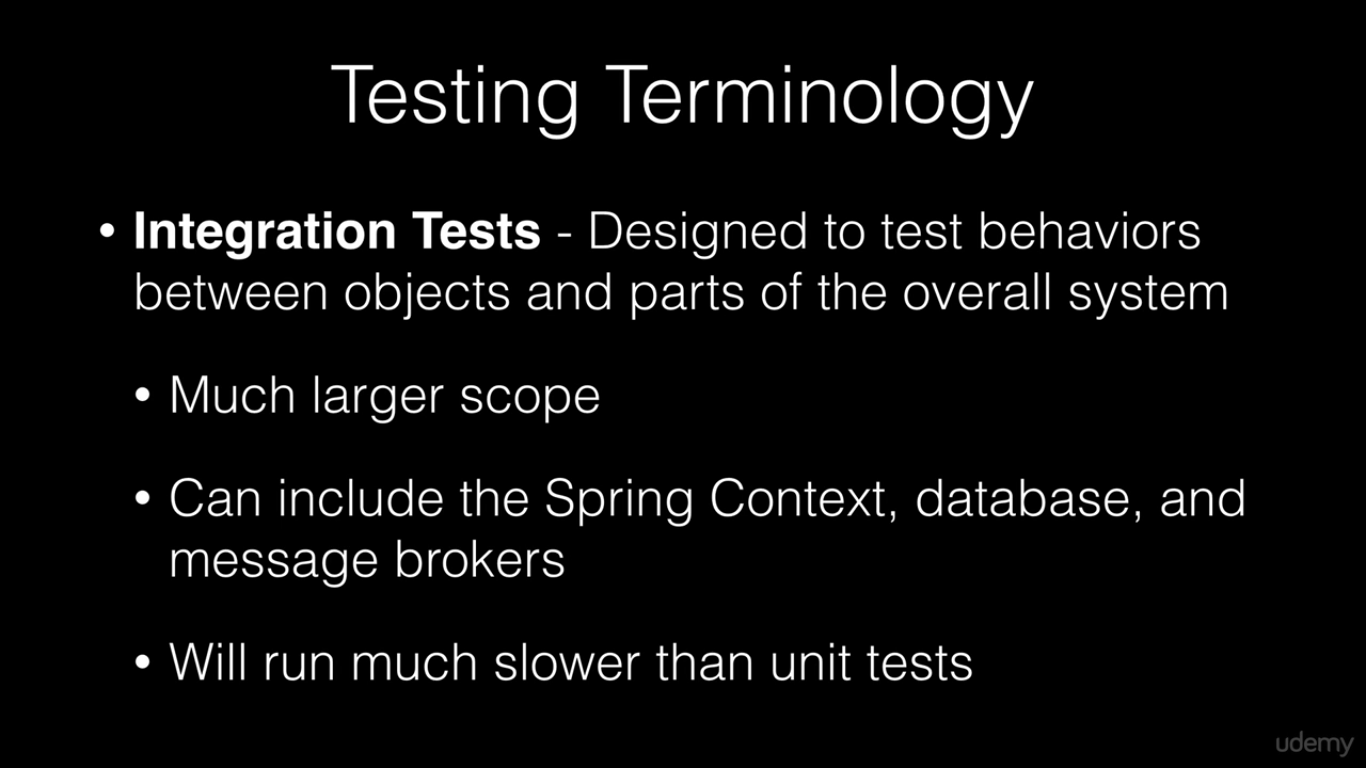 Testing Terminology
• Integration Tests - Designed to test behaviors
between objects and parts of the overall system
• Much larger scope
• Can include the Spring Context, database, and
message brokers
• Will run much slower than unit tests
udemy